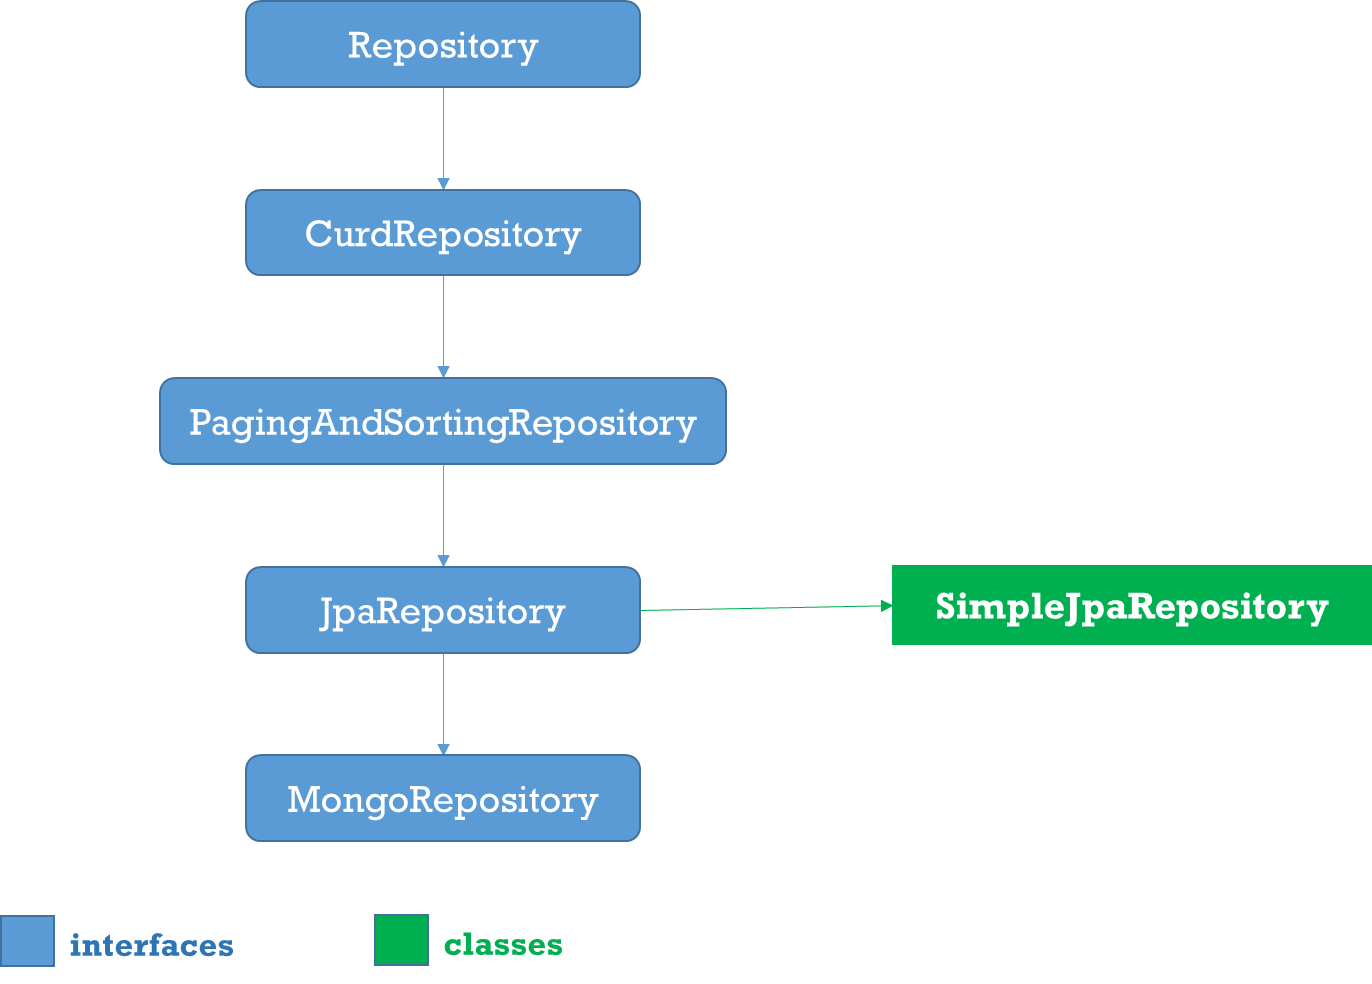 Repository
CurdRepository
PagingAndSortingRepository
JpaRepository
SimpleJpaRepository
MongoRepository
interfaces
classes